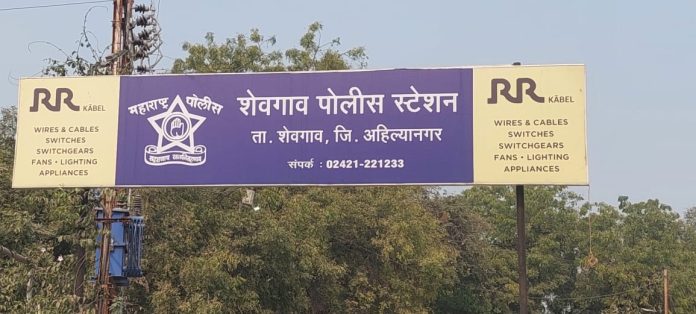 RR KABEL
WIRES & CABLES
SWITCHES
SWITCHGEARS
FANS • LIGHTING
APPLIANCES
महाराष्ट्र पोलीस
शेवगाव पोलीस स्टेशन
ता. शेवगाव, जि. अहिल्यानगर
संपर्क : 02421-221233
RR KABEL
WIRES & CABLES
SWITCHES
SWITCHGEARS
FANS • LIGHTING
APPLIANCES